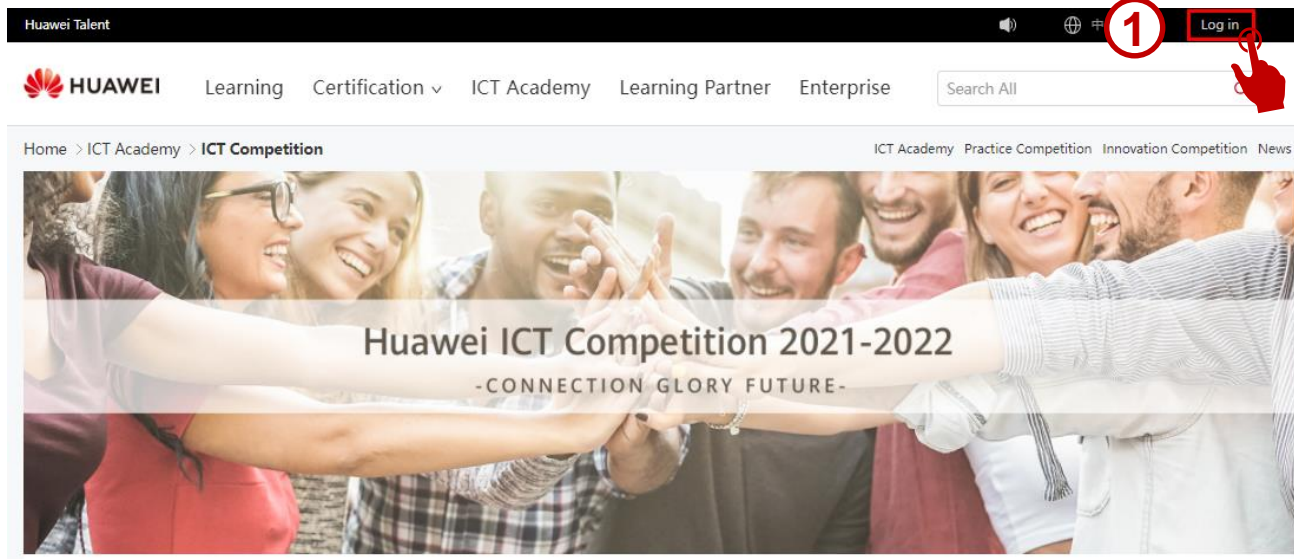 Huawei Talent
中
1
Log in
HUAWEI
Learning Certification ICT Academy Learning Partner Enterprise
Search All
Home > ICT Academy > ICT Competition
ICT Academy Practice Competition Innovation Competition News
Huawei ICT Competition 2021-2022
-CONNECTION GLORY FUTURE-